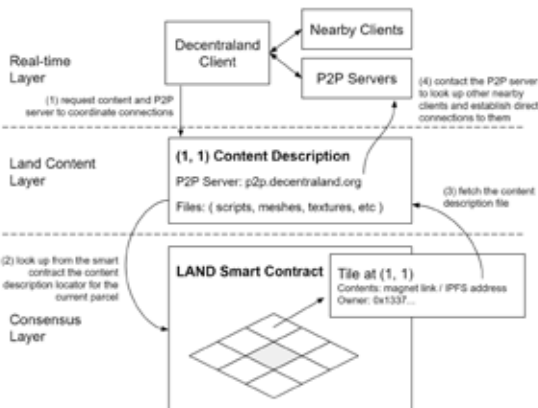 Real-time
Layer
Decentraland
Client
Nearby Clients
P2P Servers
(1) request content and P2P
server to coordinate connections
(4) contact the P2P server
to look up other nearby
clients and establish direct
connections to them
Land Content
Layer
(1, 1) Content Description
P2P Server: p2p.decentraland.org
Files: ( scripts, meshes, textures, etc )
(3) fetch the content
description file
(2) look up from the smart
contract the content
description locator for the
current parcel
Consensus
Layer
LAND Smart Contract
Tile at (1, 1)
Contents: magnet link / IPFS address
Owner: 0x1337...